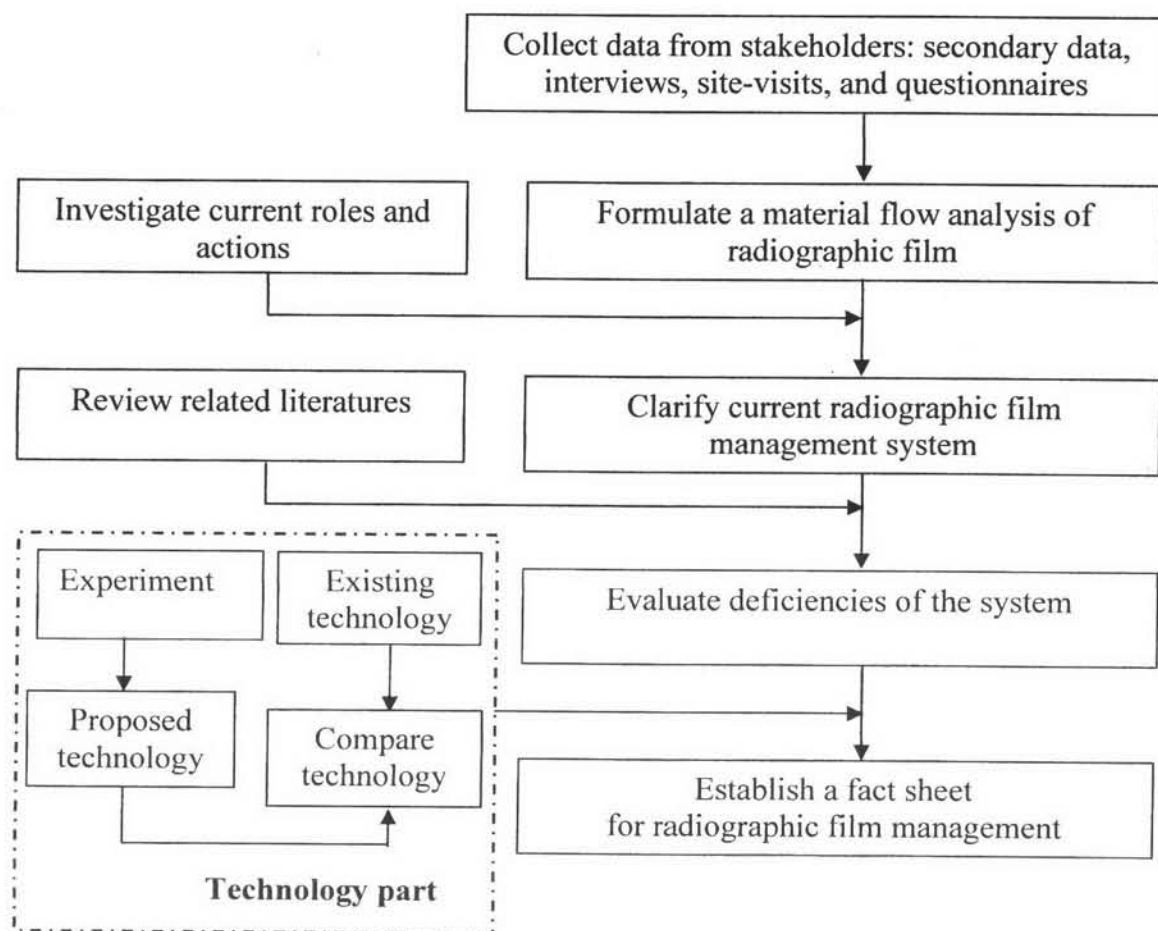 Collect data from stakeholders: secondary data,
interviews, site-visits, and questionnaires
Investigate current roles and
actions
Formulate a material flow analysis of
radiographic film
Review related literatures
Clarify current radiographic film
management system
Experiment
Existing
technology
Evaluate deficiencies of the system
Proposed
technology
Compare
technology
Establish a fact sheet
for radiographic film management
Technology part